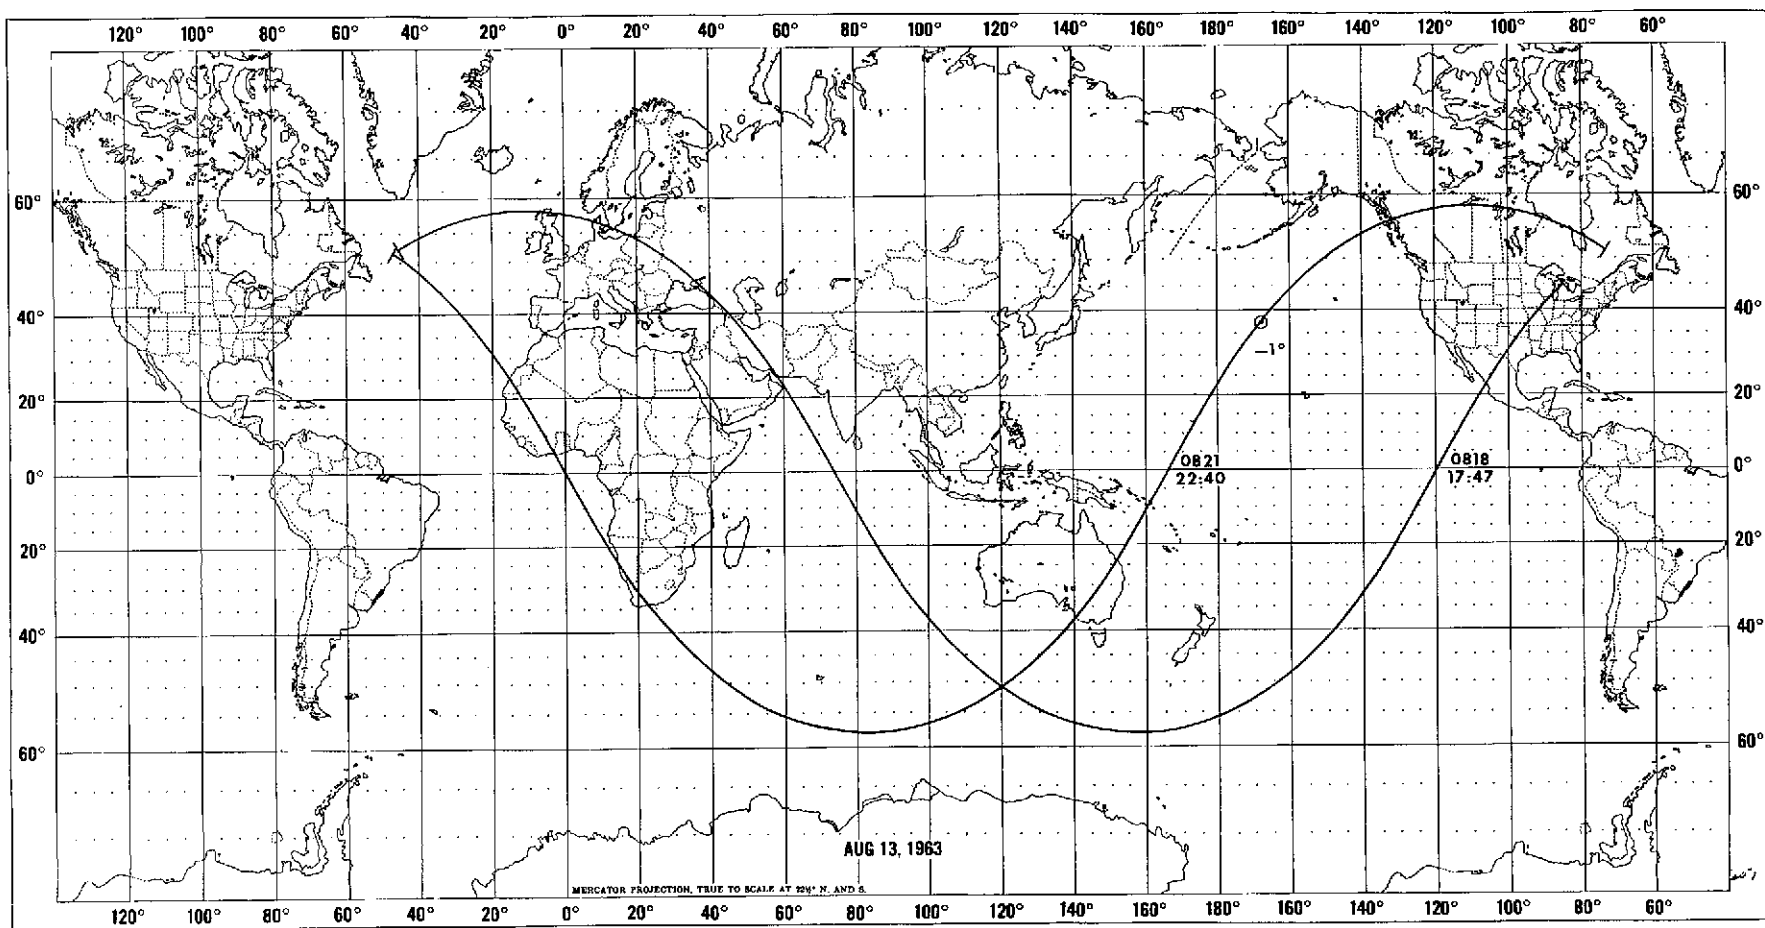 120° 100° 80° 60° 40° 20° 0° 20° 40° 60° 80° 100° 120° 140° 160° 180° 160° 140° 120° 100° 80° 60°
60° 60°
40° 40°
−1°
20° 20°
0821 0818
0° 0°
22:40 17:47
20° 20°
40° 40°
60° 60°
AUG 13, 1963
MERCATOR PROJECTION, TRUE TO SCALE AT 22½° N. AND S.
120° 100° 80° 60° 40° 20° 0° 20° 40° 60° 80° 100° 120° 140° 160° 180° 160° 140° 120° 100° 80° 60°